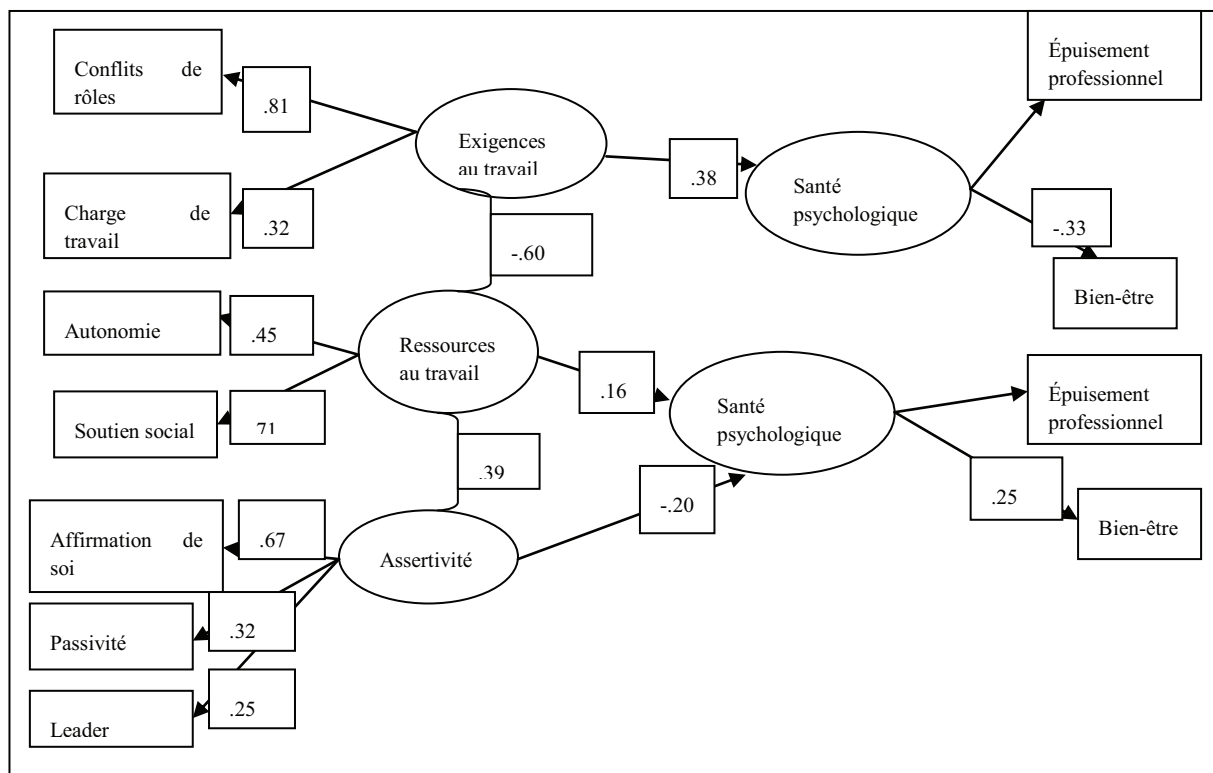 Conflits de
rôles
.81
Charge de
travail
.32
Exigences
au travail
.38
Santé
psychologique
Épuisement
professionnel
-.33
Bien-être
-.60
Autonomie
.45
Soutien social
71
Ressources
au travail
.16
Santé
psychologique
Épuisement
professionnel
.25
Bien-être
.39
-.20
Affirmation de
soi
.67
Passivité
.32
Leader
.25
Assertivité